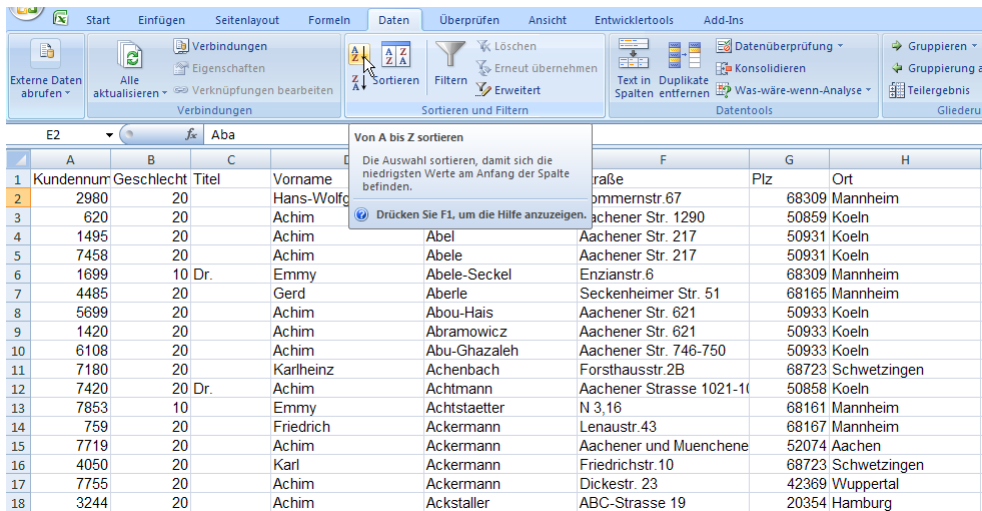 Start Einfügen Seitenlayout Formeln Daten Überprüfen Ansicht Entwicklertools Add-Ins
Externe Daten abrufen
Alle aktualisieren
Verbindungen
Eigenschaften
Verknüpfungen bearbeiten
Verbindungen
Sortieren
Filtern
Löschen
Erneut übernehmen
Erweitert
Sortieren und Filtern
Text in Spalten
Duplikate entfernen
Datenüberprüfung
Konsolidieren
Was-wäre-wenn-Analyse
Datentools
Gruppieren
Gruppierung a
Teilergebnis
Gliederu
E2 fx Aba
Von A bis Z sortieren
Die Auswahl sortieren, damit sich die
niedrigsten Werte am Anfang der Spalte
befinden.
Drücken Sie F1, um die Hilfe anzuzeigen.
A B C F G H
1 Kundennum Geschlecht Titel Vorname traße Plz Ort
2 2980 20 Hans-Wolfg ommernstr.67 68309 Mannheim
3 620 20 Achim achener Str. 1290 50859 Koeln
4 1495 20 Achim Abel Aachener Str. 217 50931 Koeln
5 7458 20 Achim Abele Aachener Str. 217 50931 Koeln
6 1699 10 Dr. Emmy Abele-Seckel Enzianstr.6 68309 Mannheim
7 4485 20 Gerd Aberle Seckenheimer Str. 51 68165 Mannheim
8 5699 20 Achim Abou-Hais Aachener Str. 621 50933 Koeln
9 1420 20 Achim Abramowicz Aachener Str. 621 50933 Koeln
10 6108 20 Achim Abu-Ghazaleh Aachener Str. 746-750 50933 Koeln
11 7180 20 Karlheinz Achenbach Forsthausstr.2B 68723 Schwetzingen
12 7420 20 Dr. Achim Achtmann Aachener Strasse 1021-10 50858 Koeln
13 7853 10 Emmy Achtstaetter N 3,16 68161 Mannheim
14 759 20 Friedrich Ackermann Lenaustr.43 68167 Mannheim
15 7719 20 Achim Ackermann Aachener und Muenchene 52074 Aachen
16 4050 20 Karl Ackermann Friedrichstr.10 68723 Schwetzingen
17 7755 20 Achim Ackermann Dickestr. 23 42369 Wuppertal
18 3244 20 Achim Ackstaller ABC-Strasse 19 20354 Hamburg